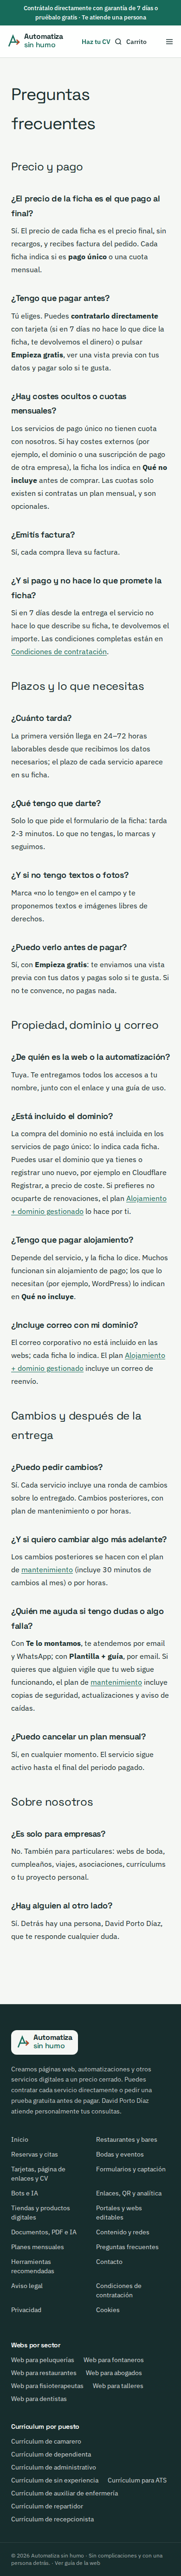 Contrátalo directamente con garantía de 7 días o
pruébalo gratis · Te atiende una persona
Automatiza
sin humo
Haz tu CV
Carrito
Preguntas
frecuentes
Precio y pago
¿El precio de la ficha es el que pago al
final?
Sí. El precio de cada ficha es el precio final, sin
recargos, y recibes factura del pedido. Cada
ficha indica si es pago único o una cuota
mensual.
¿Tengo que pagar antes?
Tú eliges. Puedes contratarlo directamente
con tarjeta (si en 7 días no hace lo que dice la
ficha, te devolvemos el dinero) o pulsar
Empieza gratis, ver una vista previa con tus
datos y pagar solo si te gusta.
¿Hay costes ocultos o cuotas
mensuales?
Los servicios de pago único no tienen cuota
con nosotros. Si hay costes externos (por
ejemplo, el dominio o una suscripción de pago
de otra empresa), la ficha los indica en Qué no
incluye antes de comprar. Las cuotas solo
existen si contratas un plan mensual, y son
opcionales.
¿Emitís factura?
Sí, cada compra lleva su factura.
¿Y si pago y no hace lo que promete la
ficha?
Si en 7 días desde la entrega el servicio no
hace lo que describe su ficha, te devolvemos el
importe. Las condiciones completas están en
Condiciones de contratación.
Plazos y lo que necesitas
¿Cuánto tarda?
La primera versión llega en 24–72 horas
laborables desde que recibimos los datos
necesarios; el plazo de cada servicio aparece
en su ficha.
¿Qué tengo que darte?
Solo lo que pide el formulario de la ficha: tarda
2-3 minutos. Lo que no tengas, lo marcas y
seguimos.
¿Y si no tengo textos o fotos?
Marca «no lo tengo» en el campo y te
proponemos textos e imágenes libres de
derechos.
¿Puedo verlo antes de pagar?
Sí, con Empieza gratis: te enviamos una vista
previa con tus datos y pagas solo si te gusta. Si
no te convence, no pagas nada.
Propiedad, dominio y correo
¿De quién es la web o la automatización?
Tuya. Te entregamos todos los accesos a tu
nombre, junto con el enlace y una guía de uso.
¿Está incluido el dominio?
La compra del dominio no está incluida en los
servicios de pago único: lo indica cada ficha.
Puedes usar el dominio que ya tienes o
registrar uno nuevo, por ejemplo en Cloudflare
Registrar, a precio de coste. Si prefieres no
ocuparte de renovaciones, el plan Alojamiento
+ dominio gestionado lo hace por ti.
¿Tengo que pagar alojamiento?
Depende del servicio, y la ficha lo dice. Muchos
funcionan sin alojamiento de pago; los que lo
necesitan (por ejemplo, WordPress) lo indican
en Qué no incluye.
¿Incluye correo con mi dominio?
El correo corporativo no está incluido en las
webs; cada ficha lo indica. El plan Alojamiento
+ dominio gestionado incluye un correo de
reenvío.
Cambios y después de la
entrega
¿Puedo pedir cambios?
Sí. Cada servicio incluye una ronda de cambios
sobre lo entregado. Cambios posteriores, con
plan de mantenimiento o por horas.
¿Y si quiero cambiar algo más adelante?
Los cambios posteriores se hacen con el plan
de mantenimiento (incluye 30 minutos de
cambios al mes) o por horas.
¿Quién me ayuda si tengo dudas o algo
falla?
Con Te lo montamos, te atendemos por email
y WhatsApp; con Plantilla + guía, por email. Si
quieres que alguien vigile que tu web sigue
funcionando, el plan de mantenimiento incluye
copias de seguridad, actualizaciones y aviso de
caídas.
¿Puedo cancelar un plan mensual?
Sí, en cualquier momento. El servicio sigue
activo hasta el final del periodo pagado.
Sobre nosotros
¿Es solo para empresas?
No. También para particulares: webs de boda,
cumpleaños, viajes, asociaciones, currículums
o tu proyecto personal.
¿Hay alguien al otro lado?
Sí. Detrás hay una persona, David Porto Díaz,
que te responde cualquier duda.
Automatiza
sin humo
Creamos páginas web, automatizaciones y otros
servicios digitales a un precio cerrado. Puedes
contratar cada servicio directamente o pedir una
prueba gratuita antes de pagar. David Porto Díaz
atiende personalmente tus consultas.
Inicio
Restaurantes y bares
Reservas y citas
Bodas y eventos
Tarjetas, página de
enlaces y CV
Formularios y captación
Bots e IA
Enlaces, QR y analítica
Tiendas y productos
digitales
Portales y webs
editables
Documentos, PDF e IA
Contenido y redes
Planes mensuales
Preguntas frecuentes
Herramientas
recomendadas
Contacto
Aviso legal
Condiciones de
contratación
Privacidad
Cookies
Webs por sector
Web para peluquerías
Web para fontaneros
Web para restaurantes
Web para abogados
Web para fisioterapeutas
Web para talleres
Web para dentistas
Currículum por puesto
Currículum de camarero
Currículum de dependienta
Currículum de administrativo
Currículum de sin experiencia
Currículum para ATS
Currículum de auxiliar de enfermería
Currículum de repartidor
Currículum de recepcionista
© 2026 Automatiza sin humo · Sin complicaciones y con una
persona detrás. · Ver guía de la web